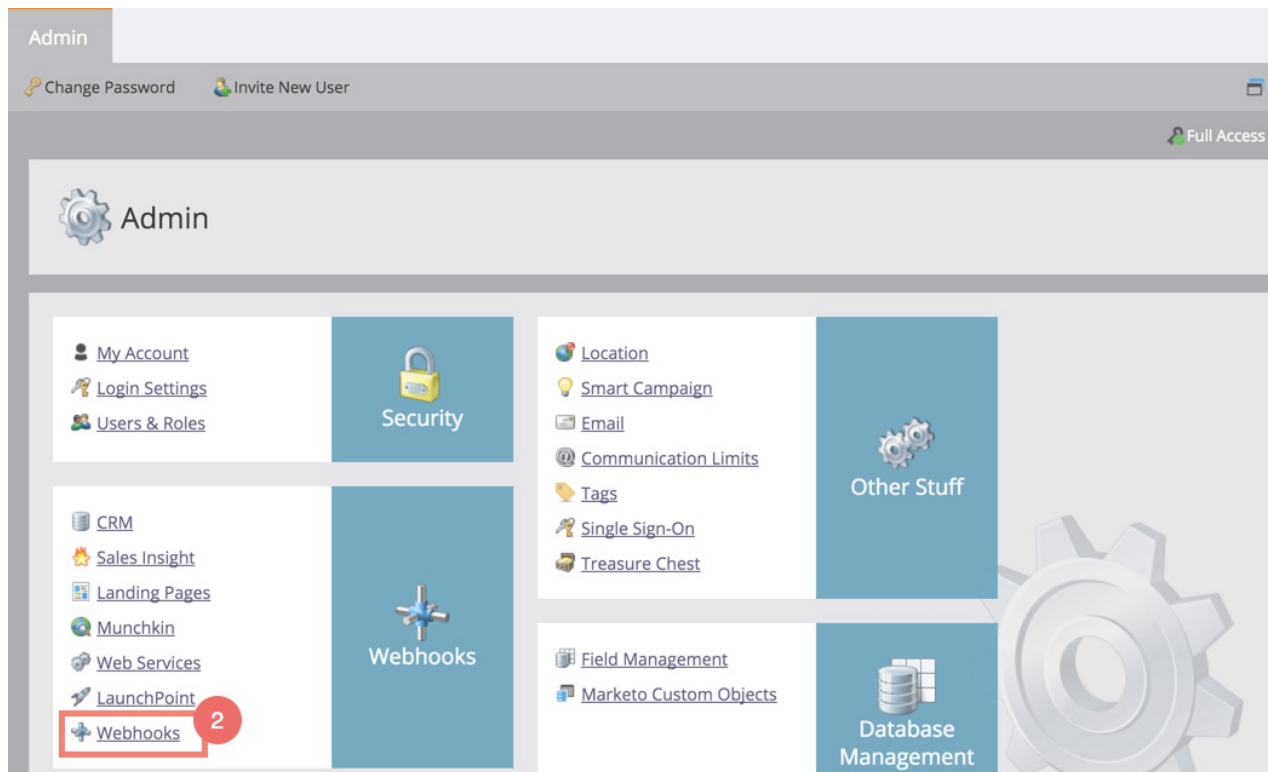 Admin
Change Password Invite New User
Full Access
Admin
My Account
Login Settings
Users & Roles
Security
CRM
Sales Insight
Landing Pages
Munchkin
Web Services
LaunchPoint
Webhooks
2
Webhooks
Location
Smart Campaign
Email
Communication Limits
Tags
Single Sign-On
Treasure Chest
Other Stuff
Field Management
Marketo Custom Objects
Database
Management